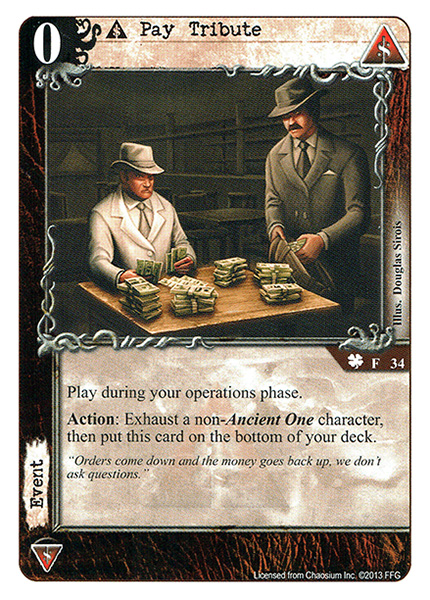 0
Pay Tribute
Illus. Douglas Sirois
F 34
Play during your operations phase.
Action: Exhaust a non-Ancient One character,
then put this card on the bottom of your deck.
“Orders come down and the money goes back up, we don’t
ask questions.”
Event
Licensed from Chaosium Inc. ©2013 FFG